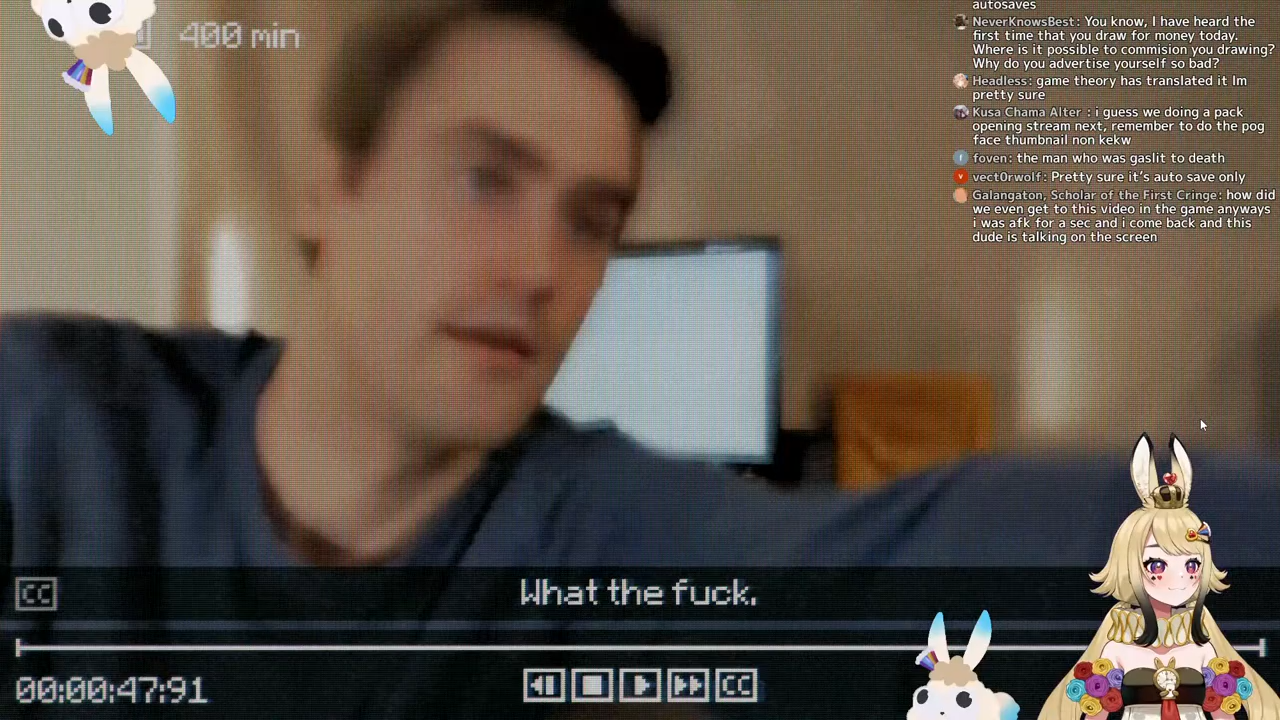 400 min
autosaves
NeverKnowsBest: You know, I have heard the
first time that you draw for money today.
Where is it possible to commision you drawing?
Why do you advertise yourself so bad?
Headless: game theory has translated it Im
pretty sure
Kusa Chama Alter : i guess we doing a pack
opening stream next, remember to do the pog
face thumbnail non kekw
f foven: the man who was gaslit to death
v vect0rwolf: Pretty sure it's auto save only
Galangaton, Scholar of the First Cringe: how did
we even get to this video in the game anyways
i was afk for a sec and i come back and this
dude is talking on the screen
CC What the fuck.
00:00:47:91 CC